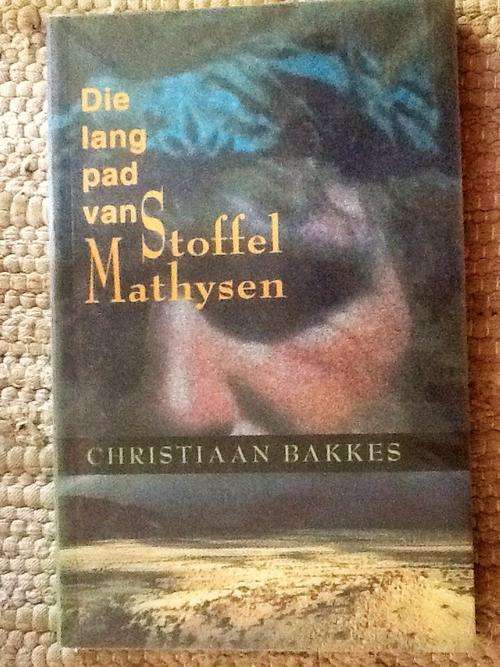 Die
lang
pad
van Stoffel
Mathysen
CHRISTIAAN BAKKES